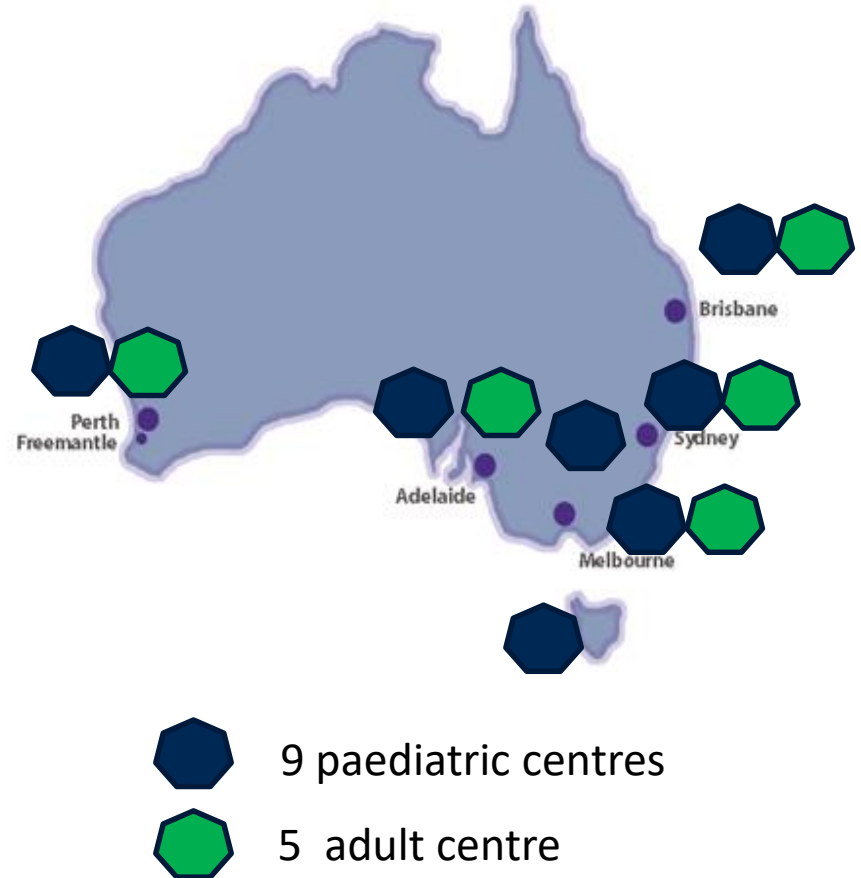 Brisbane
Perth
Freemantle
Sydney
Adelaide
Melbourne
9 paediatric centres
5 adult centre